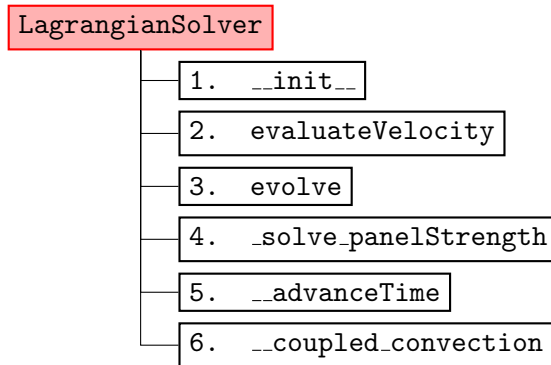 LagrangianSolver
1. __init__
2. evaluateVelocity
3. evolve
4. _solve_panelStrength
5. __advanceTime
6. __coupled_convection